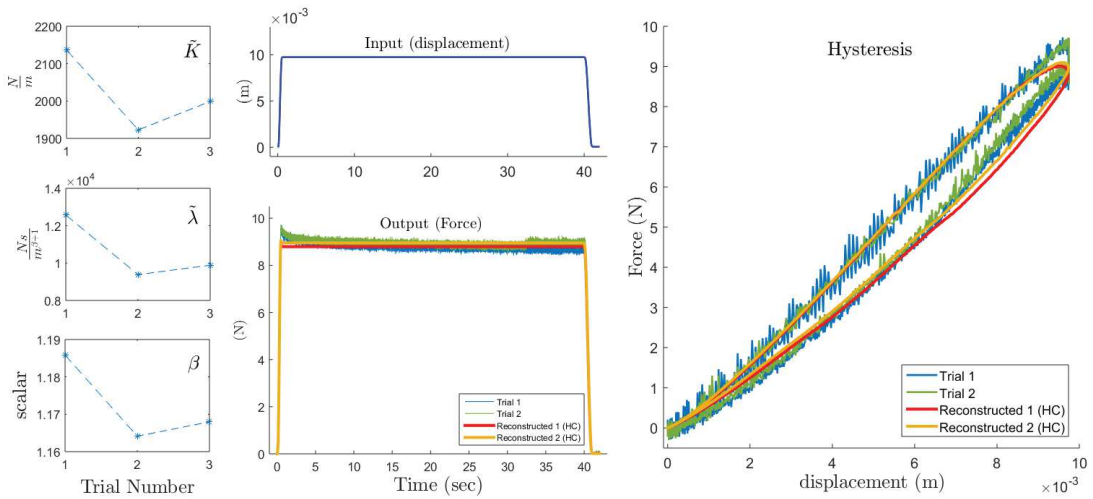 2200
2100
2000
1900
N/m
K̃
1 2 3
×10⁴
1.4
1.2
1
0.8
Ns/m^{β+1}
λ̃
1 2 3
1.19
1.18
1.17
1.16
scalar
β
1 2 3
Trial Number
×10⁻³
Input (displacement)
10
5
0
(m)
0 10 20 30 40
Output (Force)
10
8
6
4
2
0
(N)
Trial 1
Trial 2
Reconstructed 1 (HC)
Reconstructed 2 (HC)
0 5 10 15 20 25 30 35 40
Time (sec)
Hysteresis
10
9
8
7
6
5
4
3
2
1
0
Force (N)
Trial 1
Trial 2
Reconstructed 1 (HC)
Reconstructed 2 (HC)
0 2 4 6 8 10
×10⁻³
displacement (m)